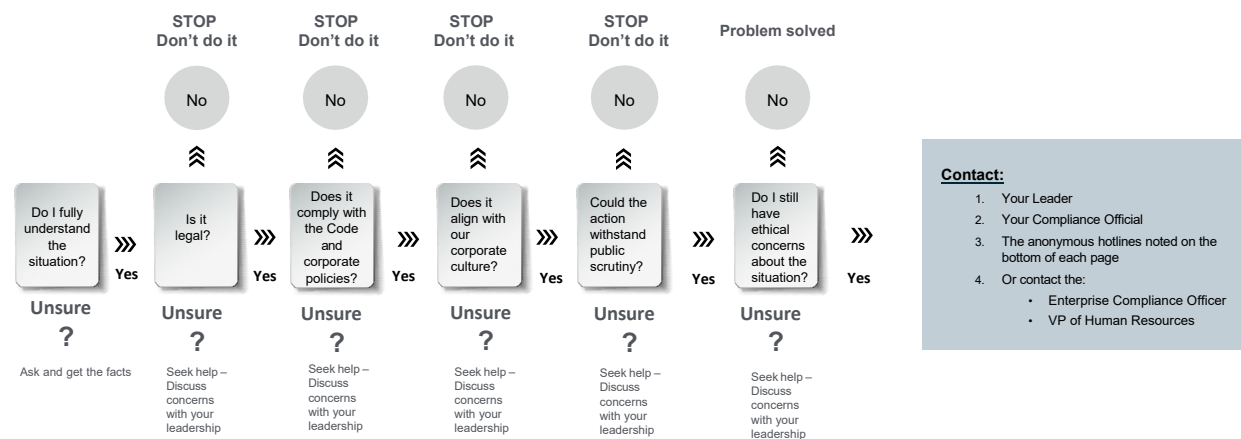 STOP
Don’t do it
STOP
Don’t do it
STOP
Don’t do it
STOP
Don’t do it
Problem solved
No
No
No
No
No
Do I fully
understand
the
situation?
Yes
Is it
legal?
Yes
Does it
comply with
the Code
and
corporate
policies?
Yes
Does it
align with
our
corporate
culture?
Yes
Could the
action
withstand
public
scrutiny?
Yes
Do I still
have
ethical
concerns
about the
situation?
Yes
Unsure
?
Ask and get the facts
Unsure
?
Seek help –
Discuss
concerns
with your
leadership
Unsure
?
Seek help –
Discuss
concerns
with your
leadership
Unsure
?
Seek help –
Discuss
concerns
with your
leadership
Unsure
?
Seek help –
Discuss
concerns
with your
leadership
Unsure
?
Seek help –
Discuss
concerns
with your
leadership
Contact:
1. Your Leader
2. Your Compliance Official
3. The anonymous hotlines noted on the
bottom of each page
4. Or contact the:
• Enterprise Compliance Officer
• VP of Human Resources